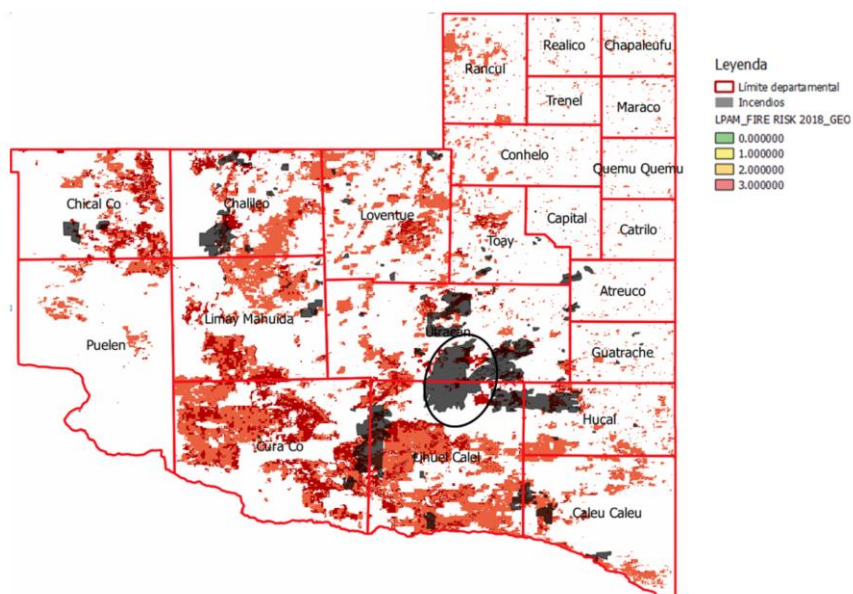 Leyenda
Límite departamental
Incendios
LPAM_FIRE RISK 2018_GEO
0.000000
1.000000
2.000000
3.000000
Rancul
Realico
Chapaleufu
Trenel
Maraco
Conhelo
Quemu Quemu
Chical Co
Chalileo
Loventue
Toay
Capital
Catrilo
Atreuco
Puelen
Limay Mahuida
Utracan
Guatrache
Hucal
Cura Co
Lihuel Calel
Caleu Caleu